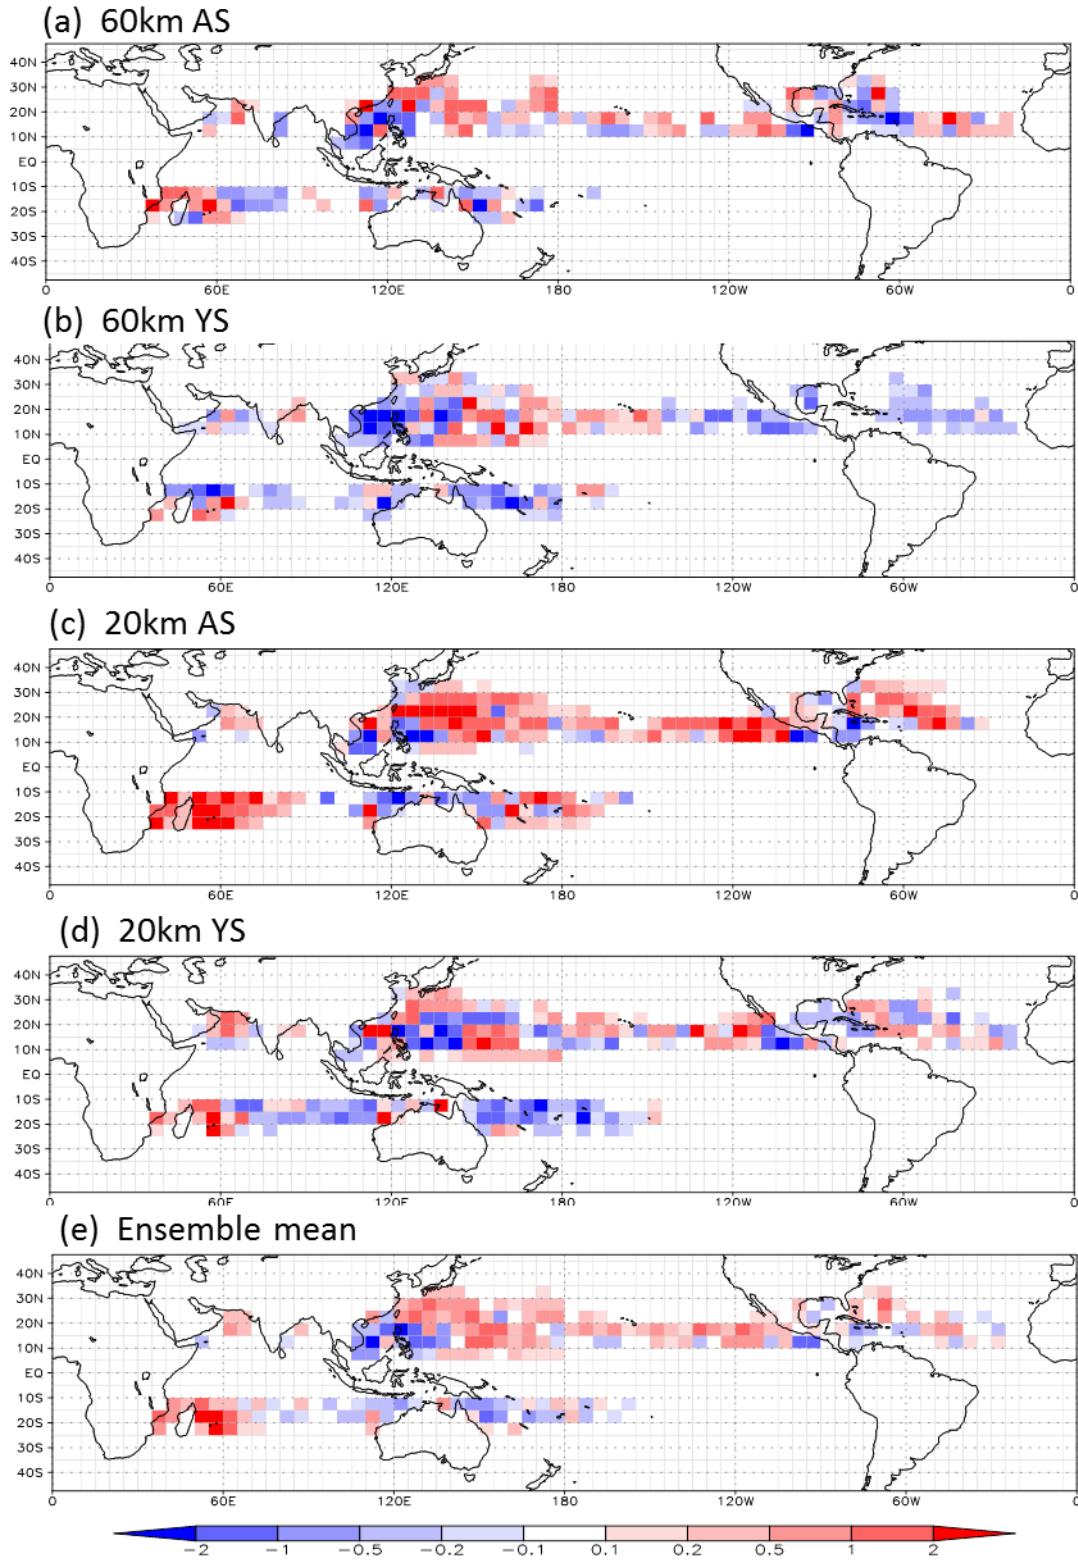 (a) 60km AS
40N
30N
20N
10N
EQ
10S
20S
30S
40S
0 60E 120E 180 120W 60W 0
(b) 60km YS
40N
30N
20N
10N
EQ
10S
20S
30S
40S
0 60E 120E 180 120W 60W 0
(c) 20km AS
40N
30N
20N
10N
EQ
10S
20S
30S
40S
0 60E 120E 180 120W 60W 0
(d) 20km YS
40N
30N
20N
10N
EQ
10S
20S
30S
40S
0 60E 120E 180 120W 60W 0
(e) Ensemble mean
40N
30N
20N
10N
EQ
10S
20S
30S
40S
0 60E 120E 180 120W 60W 0
-2 -1 -0.5 -0.2 -0.1 0.1 0.2 0.5 1 2